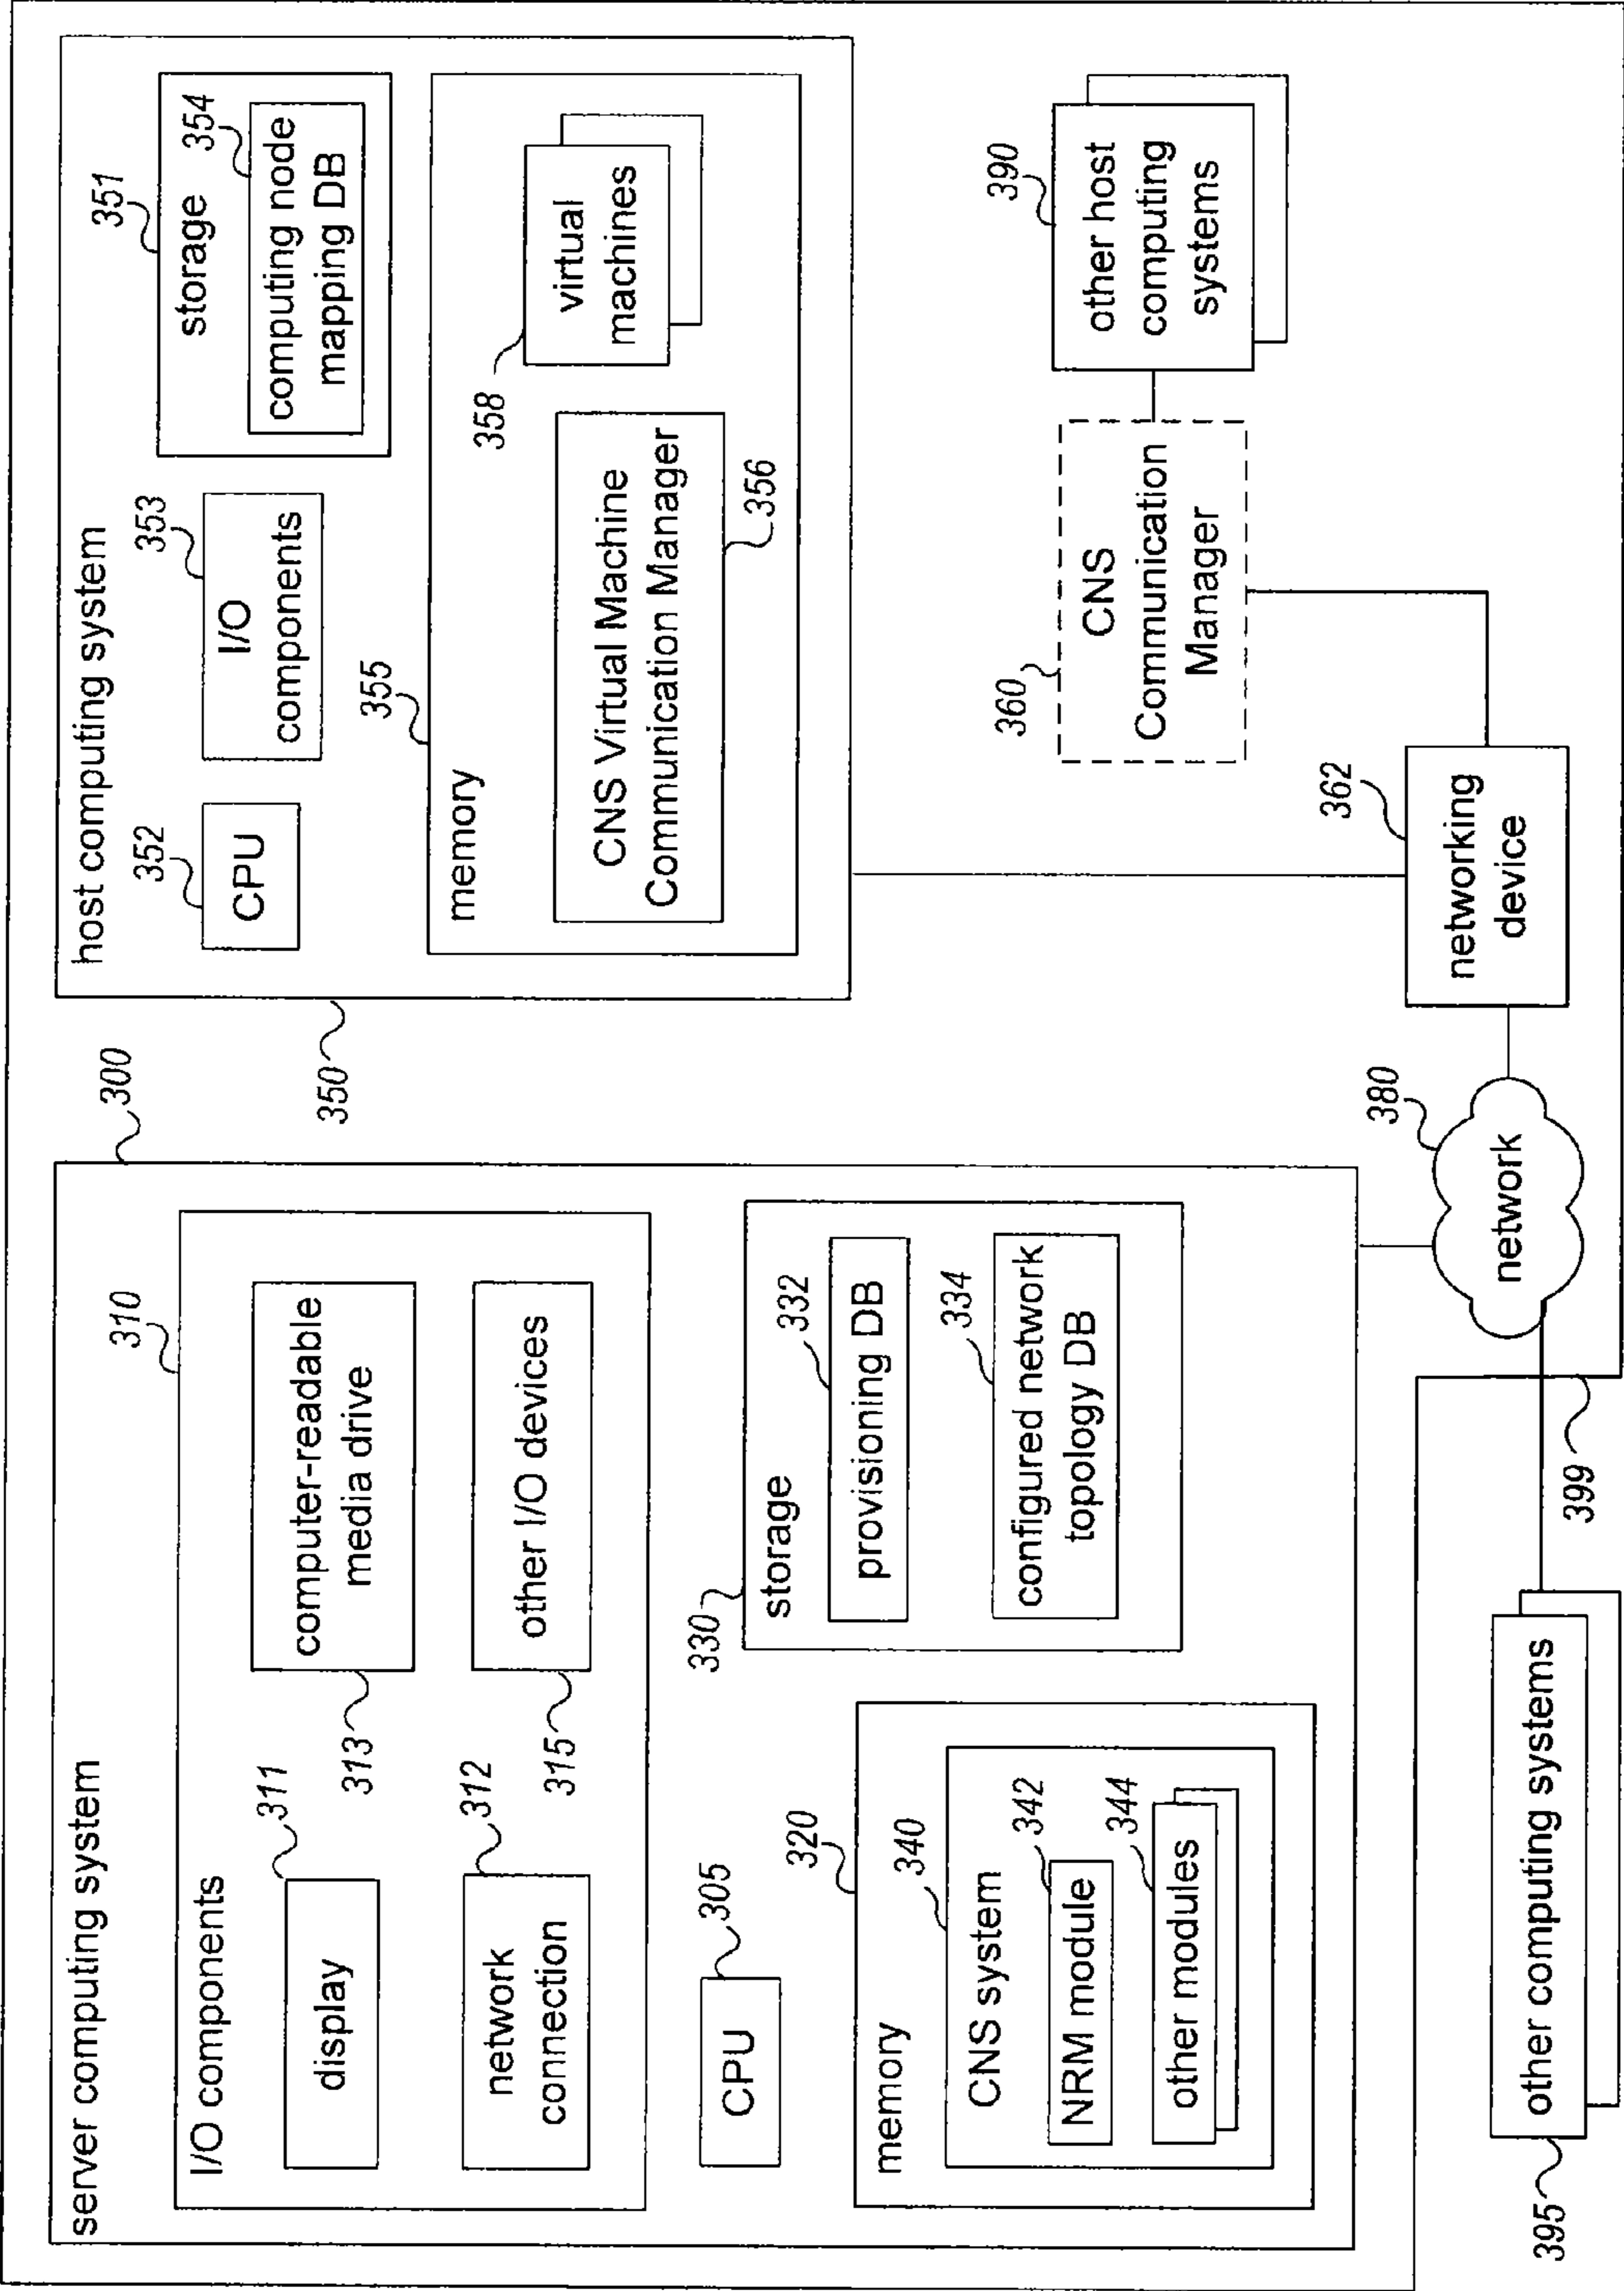 server computing system
300
I/O components
310
display
311
computer-readable
media drive
313
network
connection
312
other I/O devices
315
CPU
305
storage
330
provisioning DB
332
configured network
topology DB
334
memory
320
CNS system
340
NRM module
342
other modules
344
host computing system
350
CPU
352
I/O
components
353
storage
351
computing node
mapping DB
354
memory
355
CNS Virtual Machine
Communication Manager
356
virtual
machines
358
CNS
Communication
Manager
360
other host
computing
systems
390
networking
device
362
network
380
399
other computing systems
395